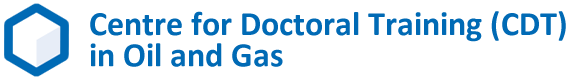 Centre for Doctoral Training (CDT)
in Oil and Gas